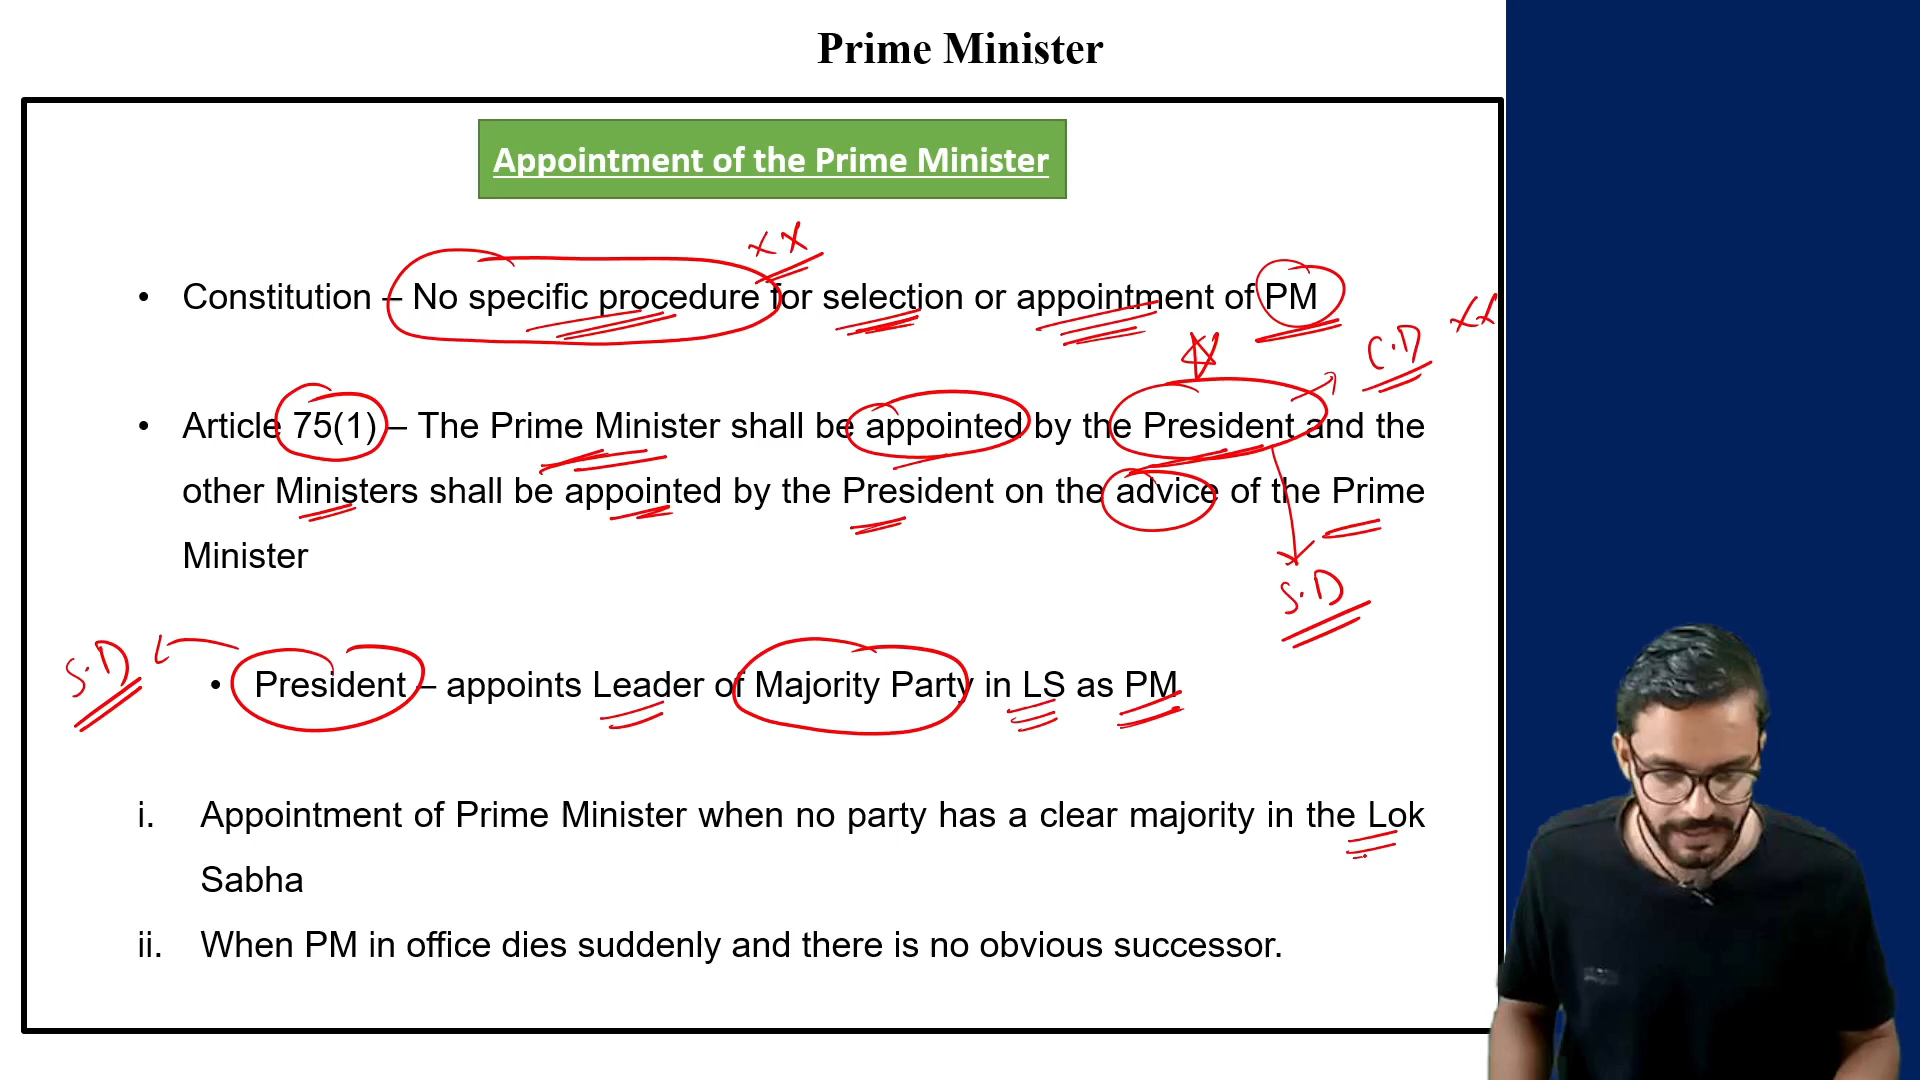 Prime Minister
Appointment of the Prime Minister
x x
• Constitution – No specific procedure for selection or appointment of PM
xx
C.D
• Article 75(1) – The Prime Minister shall be appointed by the President and the
other Ministers shall be appointed by the President on the advice of the Prime
Minister
S.D
S.D
• President – appoints Leader of Majority Party in LS as PM
i. Appointment of Prime Minister when no party has a clear majority in the Lok
Sabha
ii. When PM in office dies suddenly and there is no obvious successor.